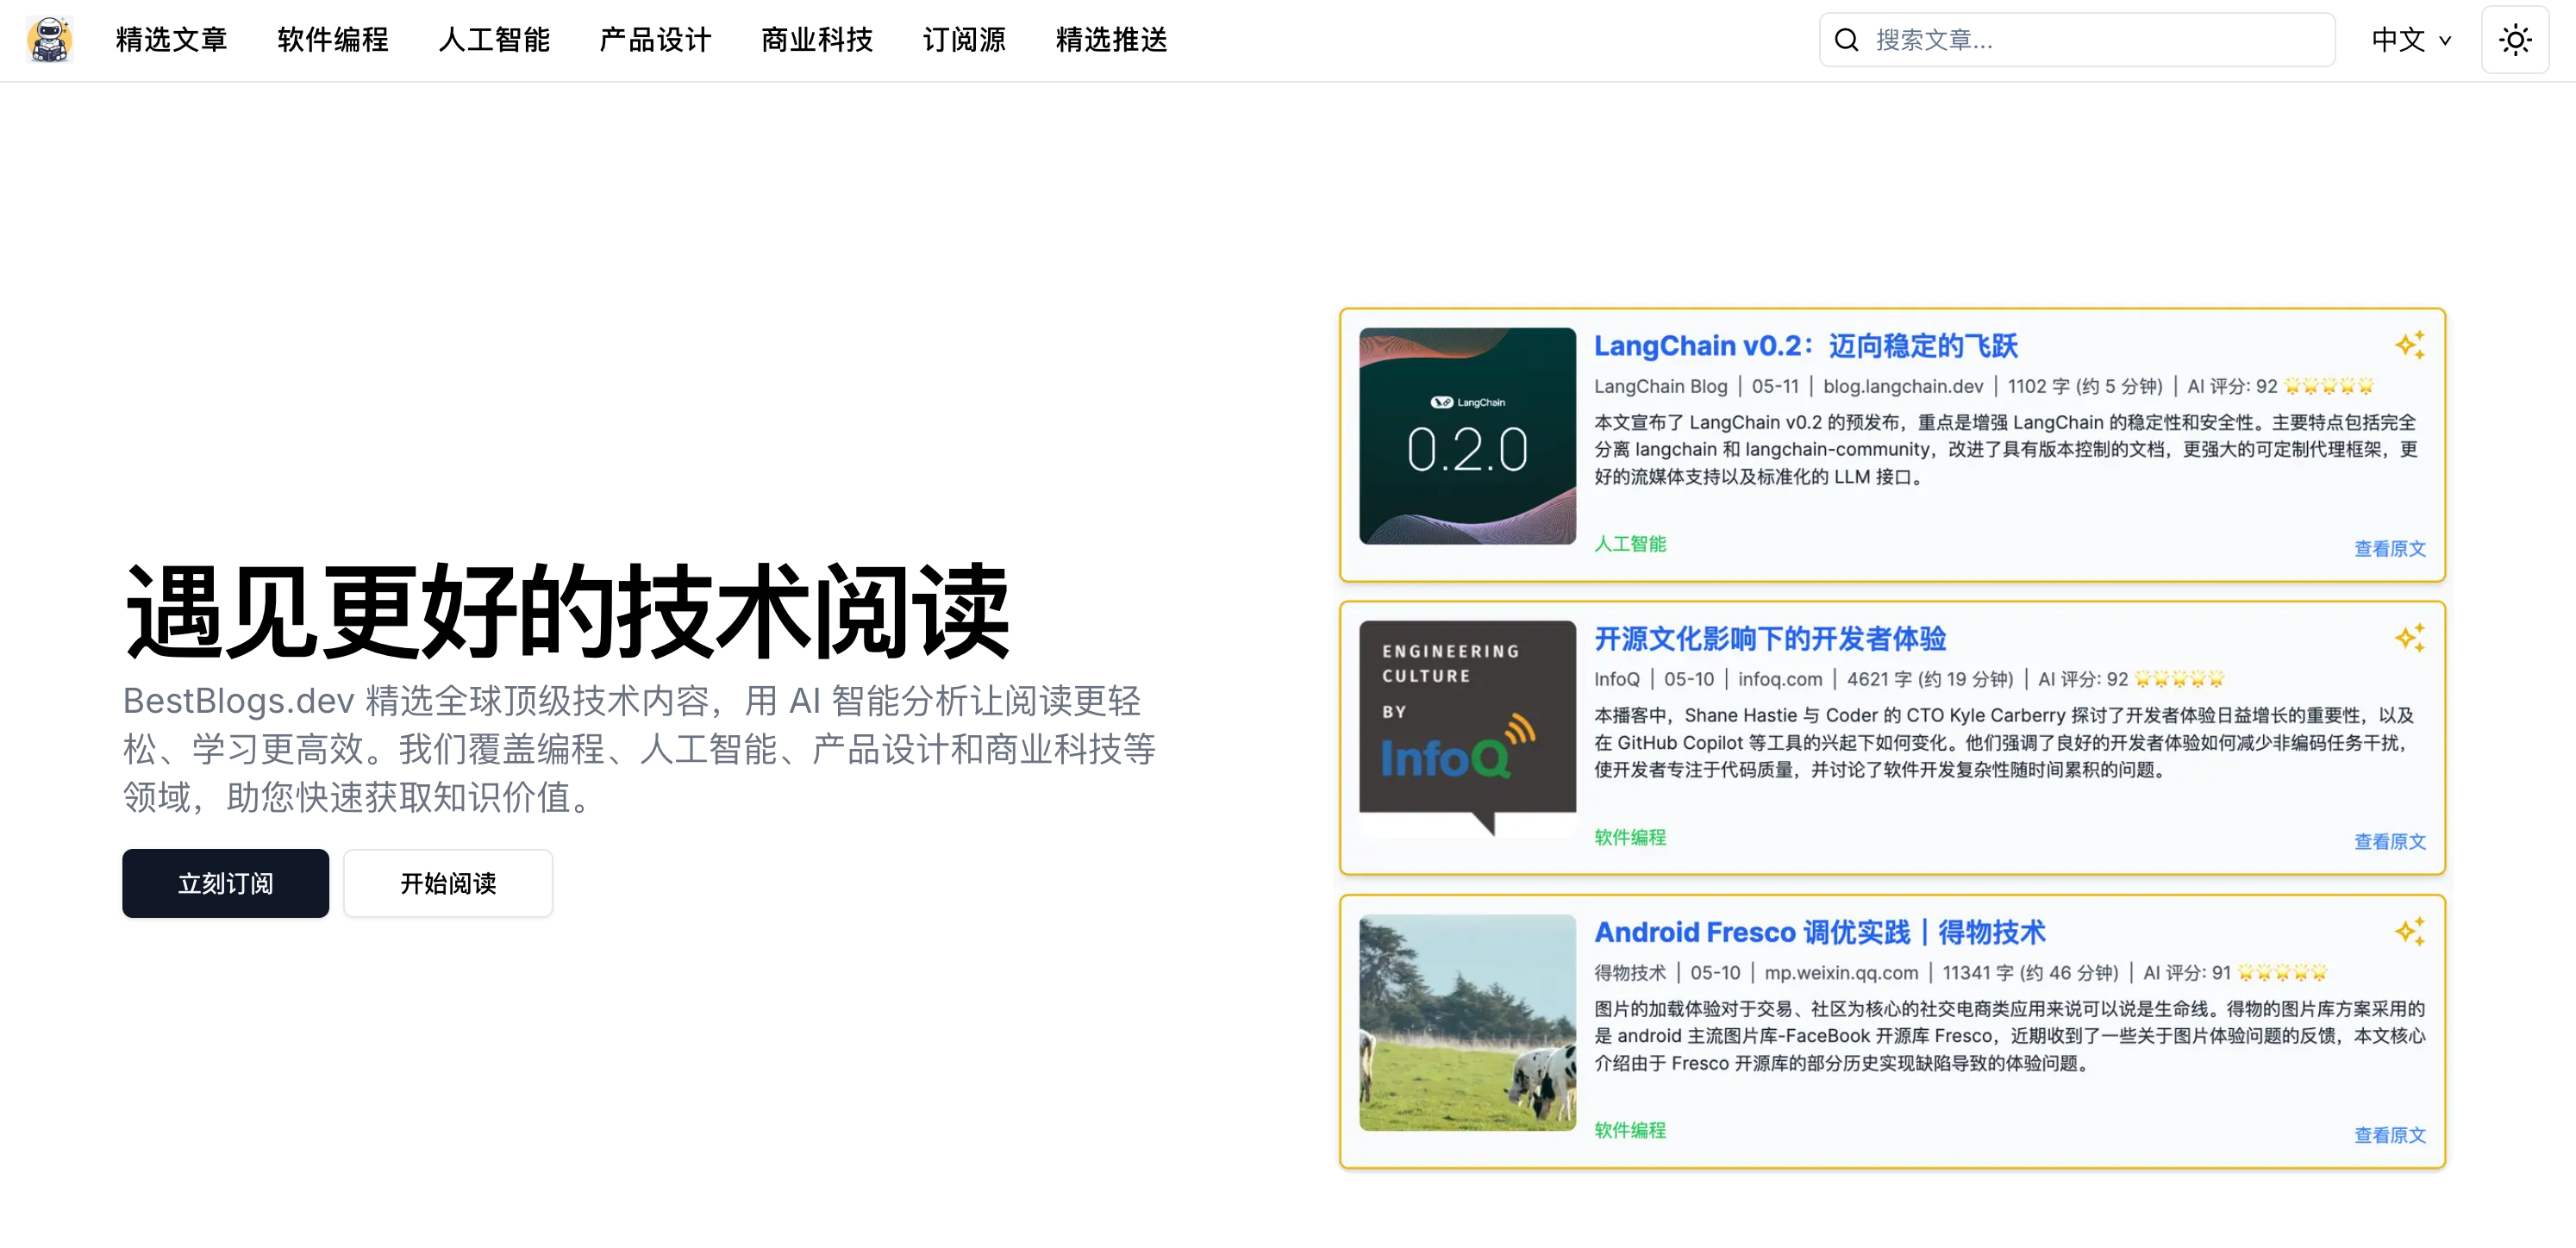 精选文章 软件编程 人工智能 产品设计 商业科技 订阅源 精选推送 搜索文章... 中文
遇见更好的技术阅读
BestBlogs.dev 精选全球顶级技术内容，用 AI 智能分析让阅读更轻
松、学习更高效。我们覆盖编程、人工智能、产品设计和商业科技等
领域，助您快速获取知识价值。
立刻订阅 开始阅读
LangChain
0.2.0
LangChain v0.2：迈向稳定的飞跃
LangChain Blog | 05-11 | blog.langchain.dev | 1102 字 (约 5 分钟) | AI 评分: 92 🌟🌟🌟🌟🌟
本文宣布了 LangChain v0.2 的预发布，重点是增强 LangChain 的稳定性和安全性。主要特点包括完全
分离 langchain 和 langchain-community，改进了具有版本控制的文档，更强大的可定制代理框架，更
好的流媒体支持以及标准化的 LLM 接口。
人工智能
查看原文
ENGINEERING
CULTURE
BY
InfoQ
开源文化影响下的开发者体验
InfoQ | 05-10 | infoq.com | 4621 字 (约 19 分钟) | AI 评分: 92 🌟🌟🌟🌟🌟
本播客中，Shane Hastie 与 Coder 的 CTO Kyle Carberry 探讨了开发者体验日益增长的重要性，以及
在 GitHub Copilot 等工具的兴起下如何变化。他们强调了良好的开发者体验如何减少非编码任务干扰，
使开发者专注于代码质量，并讨论了软件开发复杂性随时间累积的问题。
软件编程
查看原文
Android Fresco 调优实践｜得物技术
得物技术 | 05-10 | mp.weixin.qq.com | 11341 字 (约 46 分钟) | AI 评分: 91 🌟🌟🌟🌟🌟
图片的加载体验对于交易、社区为核心的社交电商类应用来说可以说是生命线。得物的图片库方案采用的
是 android 主流图片库-FaceBook 开源库 Fresco，近期收到了一些关于图片体验问题的反馈，本文核心
介绍由于 Fresco 开源库的部分历史实现缺陷导致的体验问题。
软件编程
查看原文